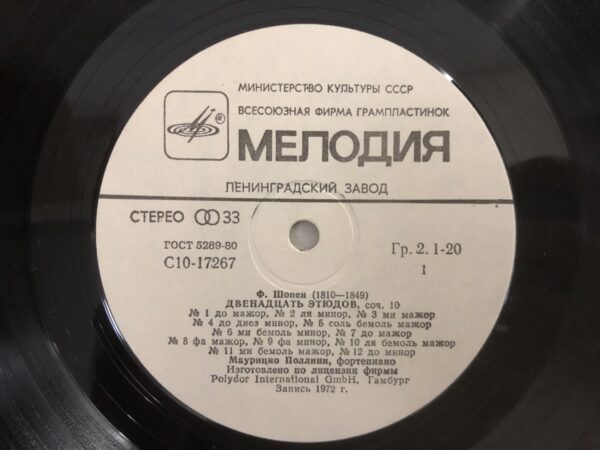 МИНИСТЕРСТВО КУЛЬТУРЫ СССР
ВСЕСОЮЗНАЯ ФИРМА ГРАМПЛАСТИНОК
®
МЕЛОДИЯ
ЛЕНИНГРАДСКИЙ ЗАВОД
СТЕРЕО 33
ГОСТ 5289-80
Гр. 2. 1-20
С10-17267
I
Ф. Шопен (1810—1849)
ДВЕНАДЦАТЬ ЭТЮДОВ, соч. 10
№ 1 до мажор, № 2 ля минор, № 3 ми мажор
№ 4 до диез минор, № 5 соль бемоль мажор
№ 6 ми бемоль минор, № 7 до мажор
№ 8 фа мажор, № 9 фа минор, № 10 ля бемоль мажор
№ 11 ми бемоль мажор, № 12 до минор
Маурицио Поллини, фортепиано
Изготовлено по лицензии фирмы
Polydor International GmbH, Гамбург
Запись 1972 г.